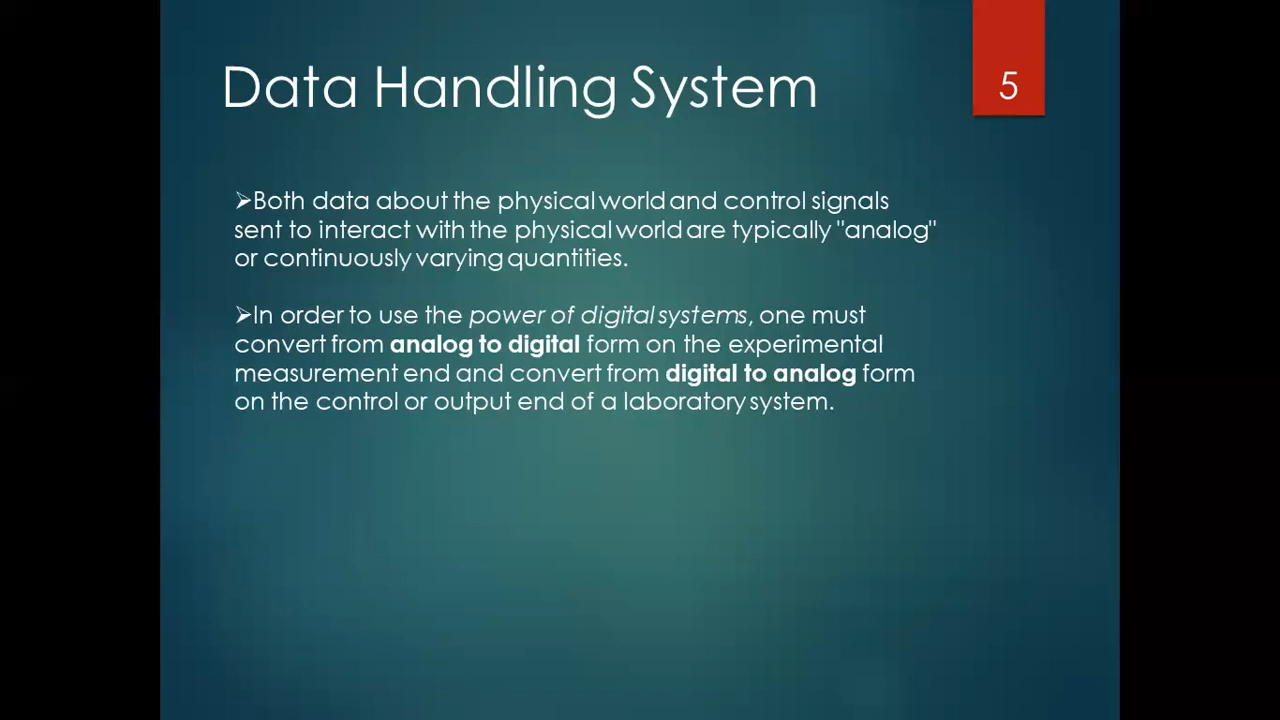 Data Handling System
5
➢Both data about the physical world and control signals
sent to interact with the physical world are typically "analog"
or continuously varying quantities.
➢In order to use the power of digital systems, one must
convert from analog to digital form on the experimental
measurement end and convert from digital to analog form
on the control or output end of a laboratory system.